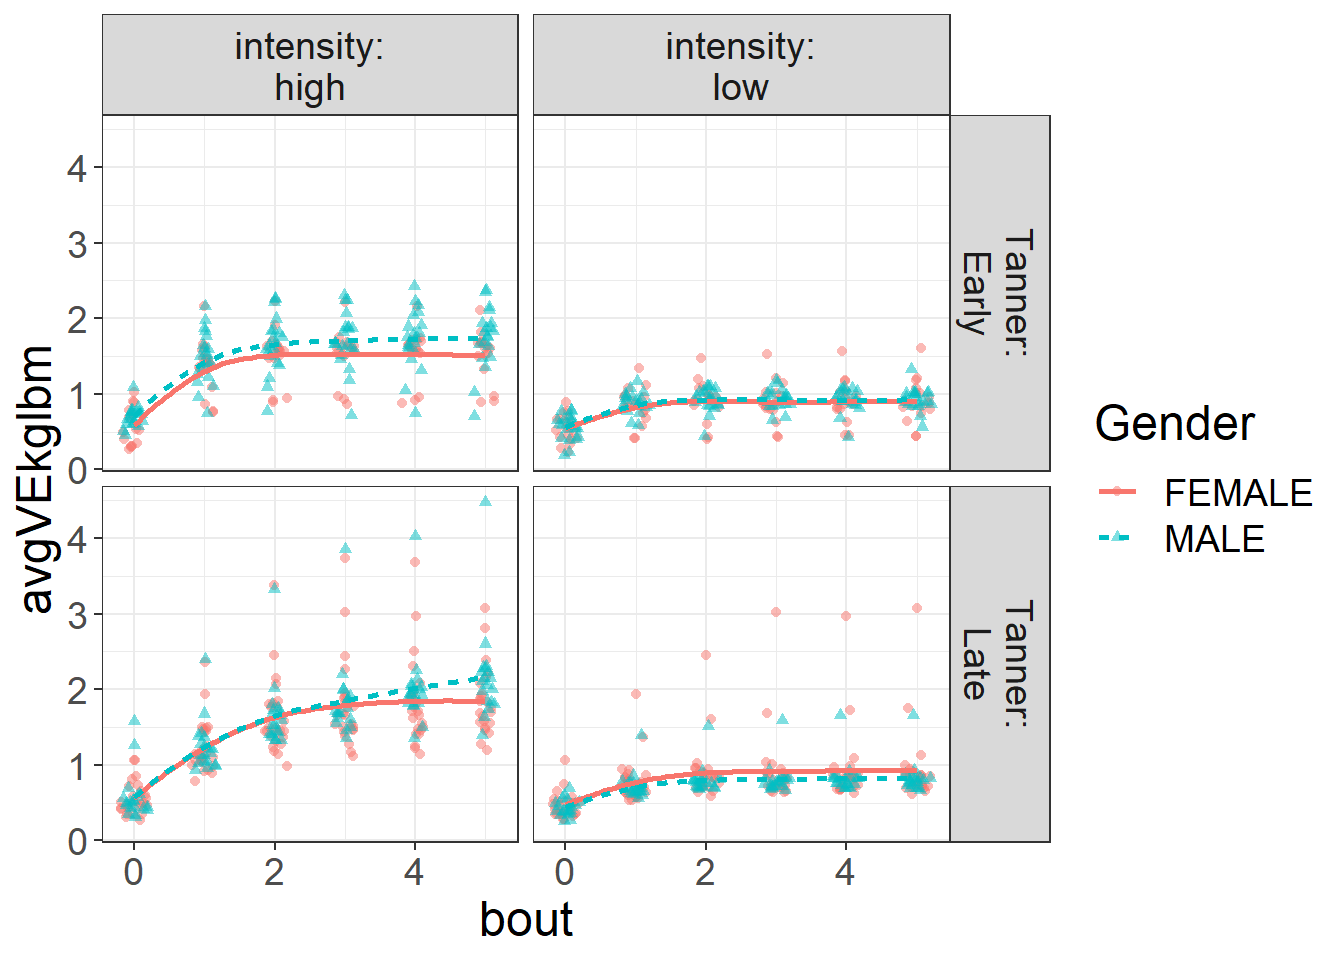 intensity:
high
intensity:
low
4
3
2
1
0
Tanner:
Early
4
3
2
1
0
Tanner:
Late
0
2
4
0
2
4
bout
avgVEkglbm
Gender
FEMALE
MALE